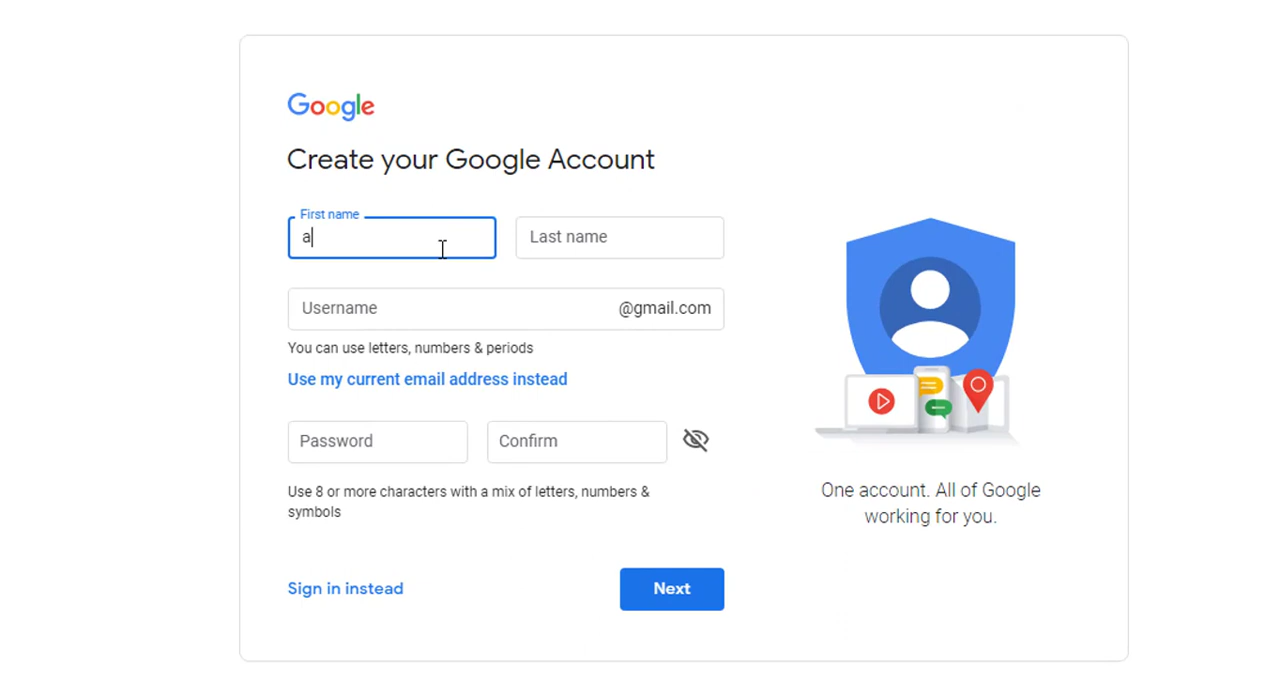 Google
Create your Google Account
First name
a
Last name
Username
@gmail.com
You can use letters, numbers & periods
Use my current email address instead
Password
Confirm
Use 8 or more characters with a mix of letters, numbers &
symbols
Sign in instead
Next
One account. All of Google
working for you.